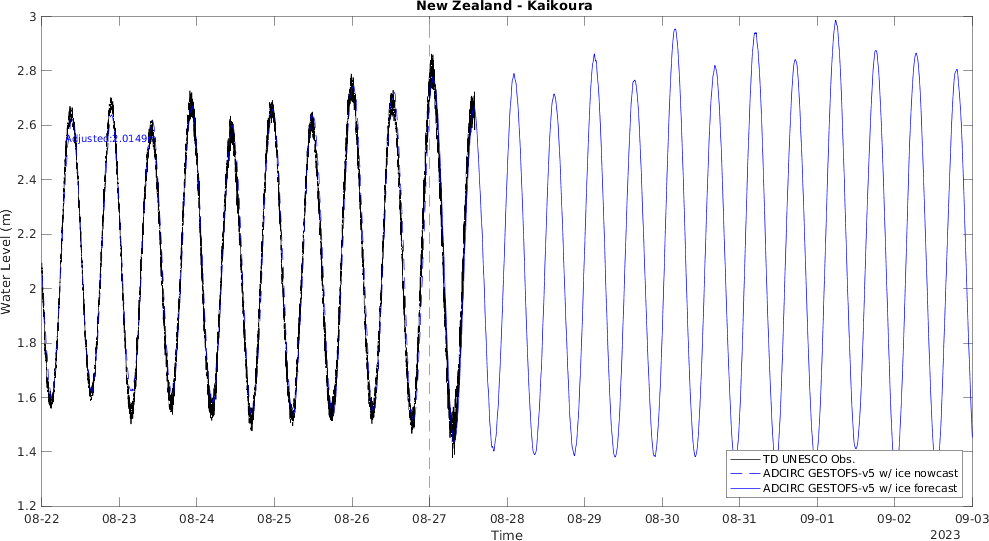 New Zealand - Kaikoura
3
2.8
2.6
2.4
2.2
2
1.8
1.6
1.4
1.2
Water Level (m)
TD UNESCO Obs.
ADCIRC GESTOFS-v5 w/ ice nowcast
ADCIRC GESTOFS-v5 w/ ice forecast
08-22 08-23 08-24 08-25 08-26 08-27 08-28 08-29 08-30 08-31 09-01 09-02 09-03
Time
2023